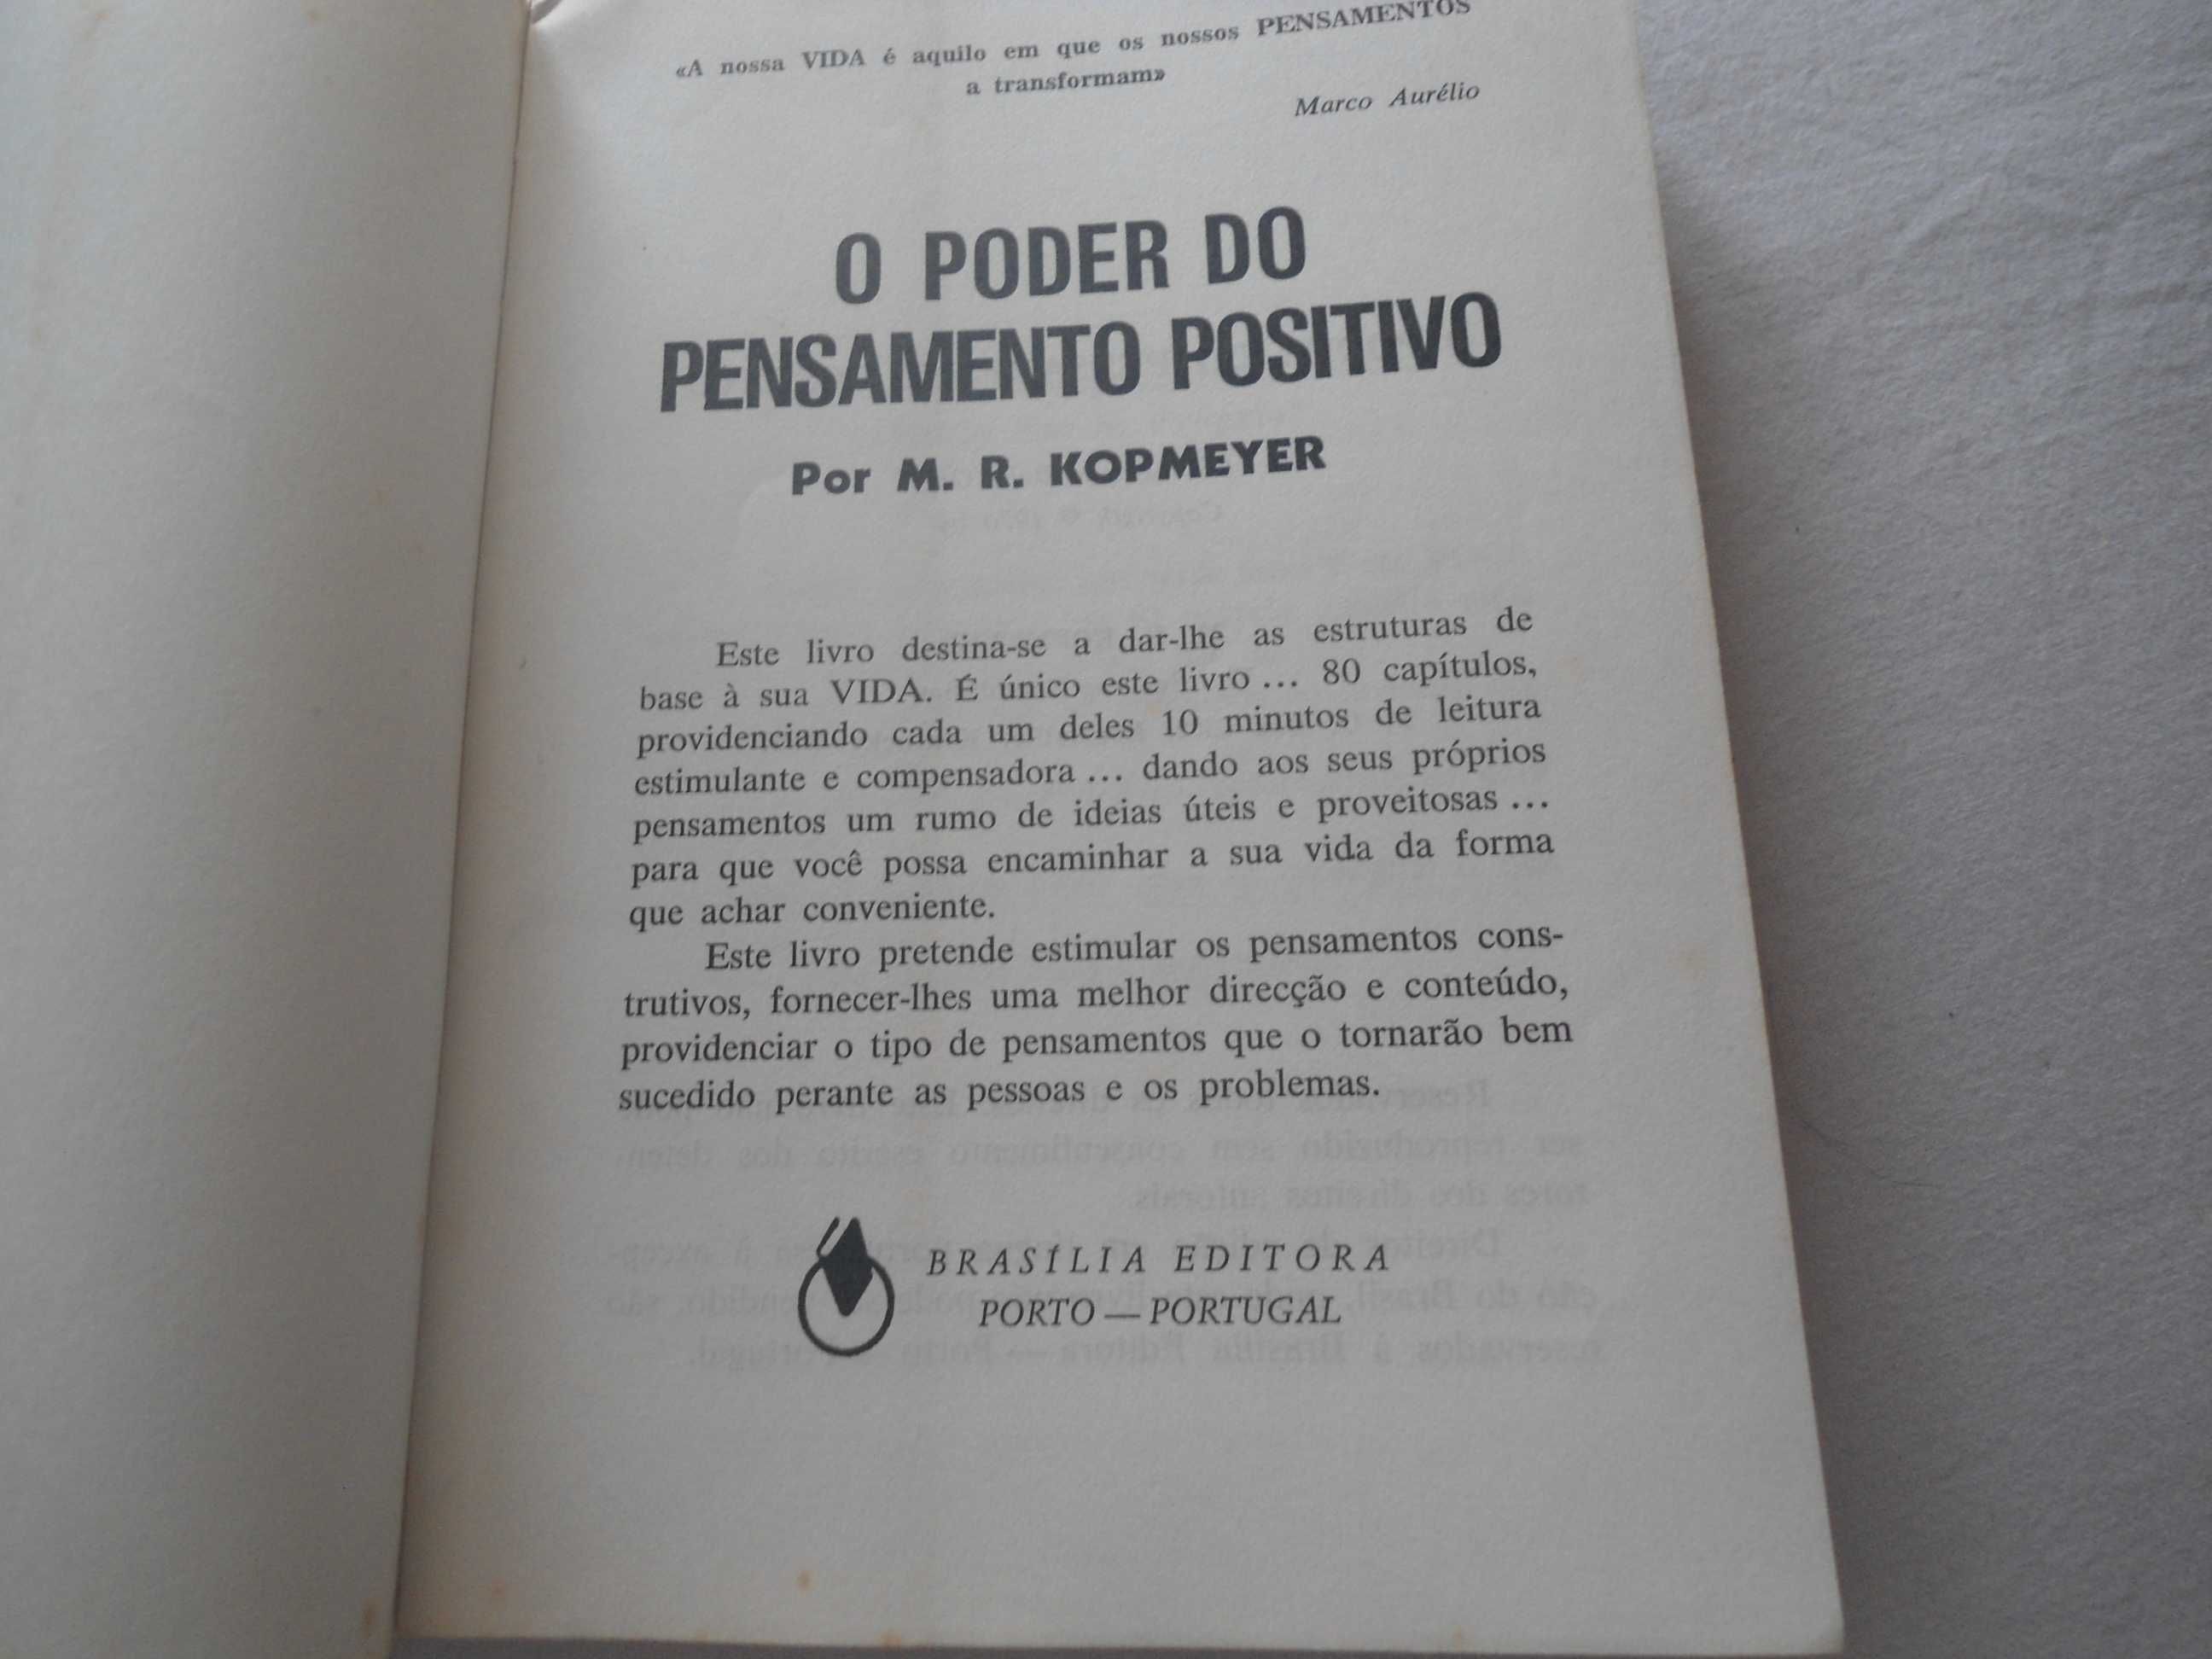 «A nossa VIDA é aquilo em que os nossos PENSAMENTOS
a transformam»
Marco Aurélio
O PODER DO
PENSAMENTO POSITIVO
Por M. R. KOPMEYER
Este livro destina-se a dar-lhe as estruturas de
base à sua VIDA. É único este livro ... 80 capítulos,
providenciando cada um deles 10 minutos de leitura
estimulante e compensadora ... dando aos seus próprios
pensamentos um rumo de ideias úteis e proveitosas ...
para que você possa encaminhar a sua vida da forma
que achar conveniente.
Este livro pretende estimular os pensamentos cons-
trutivos, fornecer-lhes uma melhor direcção e conteúdo,
providenciar o tipo de pensamentos que o tornarão bem
sucedido perante as pessoas e os problemas.
BRASÍLIA EDITORA
PORTO — PORTUGAL